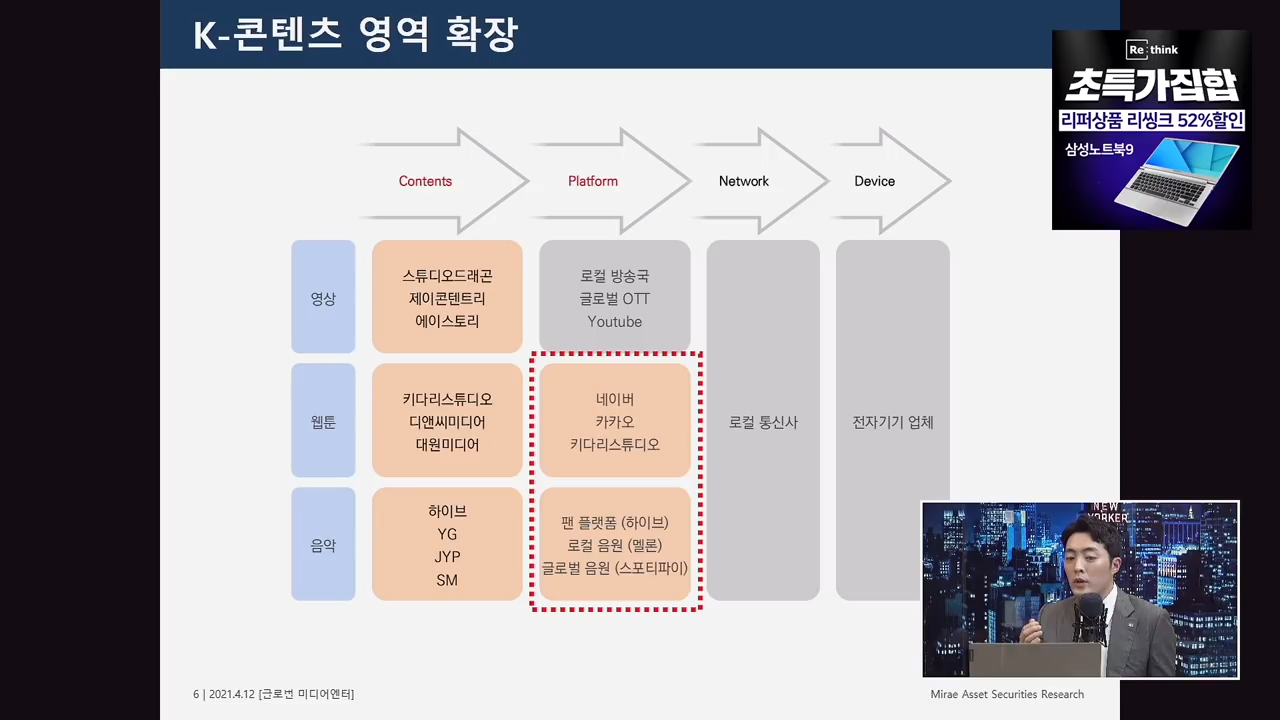 K-콘텐츠 영역 확장
Re:think
초특가집합
리퍼상품 리씽크 52%할인
삼성노트북9
Contents
Platform
Network
Device
영상
스튜디오드래곤
제이콘텐트리
에이스토리
로컬 방송국
글로벌 OTT
Youtube
웹툰
키다리스튜디오
디앤씨미디어
대원미디어
네이버
카카오
키다리스튜디오
로컬 통신사
전자기기 업체
음악
하이브
YG
JYP
SM
팬 플랫폼 (하이브)
로컬 음원 (멜론)
글로벌 음원 (스포티파이)
NEW
YORKER
6 | 2021.4.12 [글로벌 미디어엔터]
Mirae Asset Securities Research